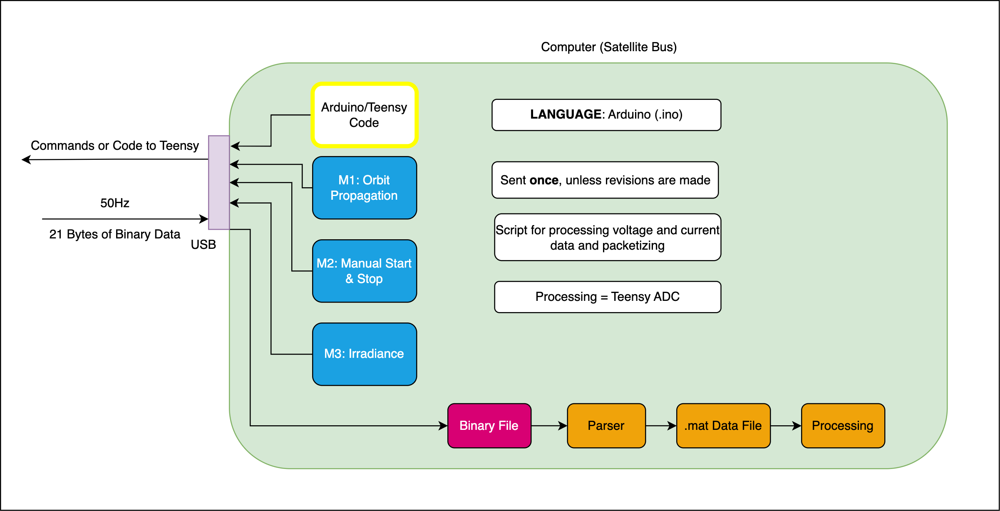 Computer (Satellite Bus)
Arduino/Teensy
Code
LANGUAGE: Arduino (.ino)
Commands or Code to Teensy
M1: Orbit
Propagation
Sent once, unless revisions are made
50Hz
21 Bytes of Binary Data
USB
Script for processing voltage and current
data and packetizing
M2: Manual Start
& Stop
Processing = Teensy ADC
M3: Irradiance
Binary File
Parser
.mat Data File
Processing